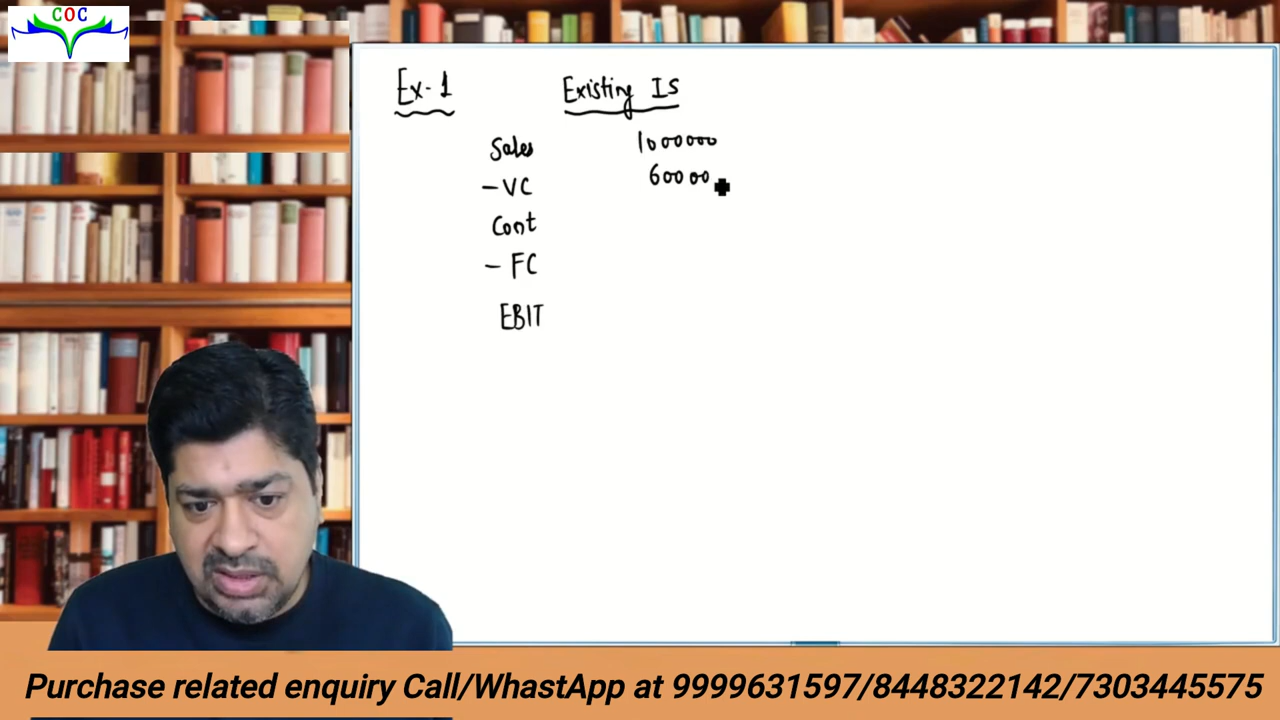 COC
Ex-1 Existing IS
Sales 1000000
- VC 60000
Cont
- FC
EBIT
Purchase related enquiry Call/WhastApp at 9999631597/8448322142/7303445575